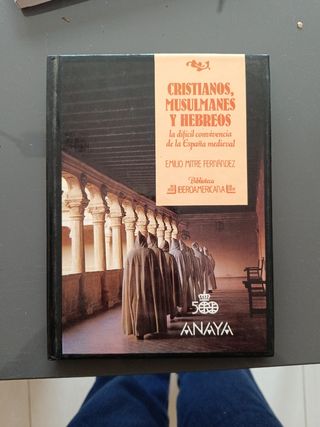 CRISTIANOS,
MUSULMANES
Y HEBREOS
la difícil convivencia
de la España medieval
EMILIO MITRE FERNÁNDEZ
Biblioteca
IBEROAMERICANA
500
ANAYA